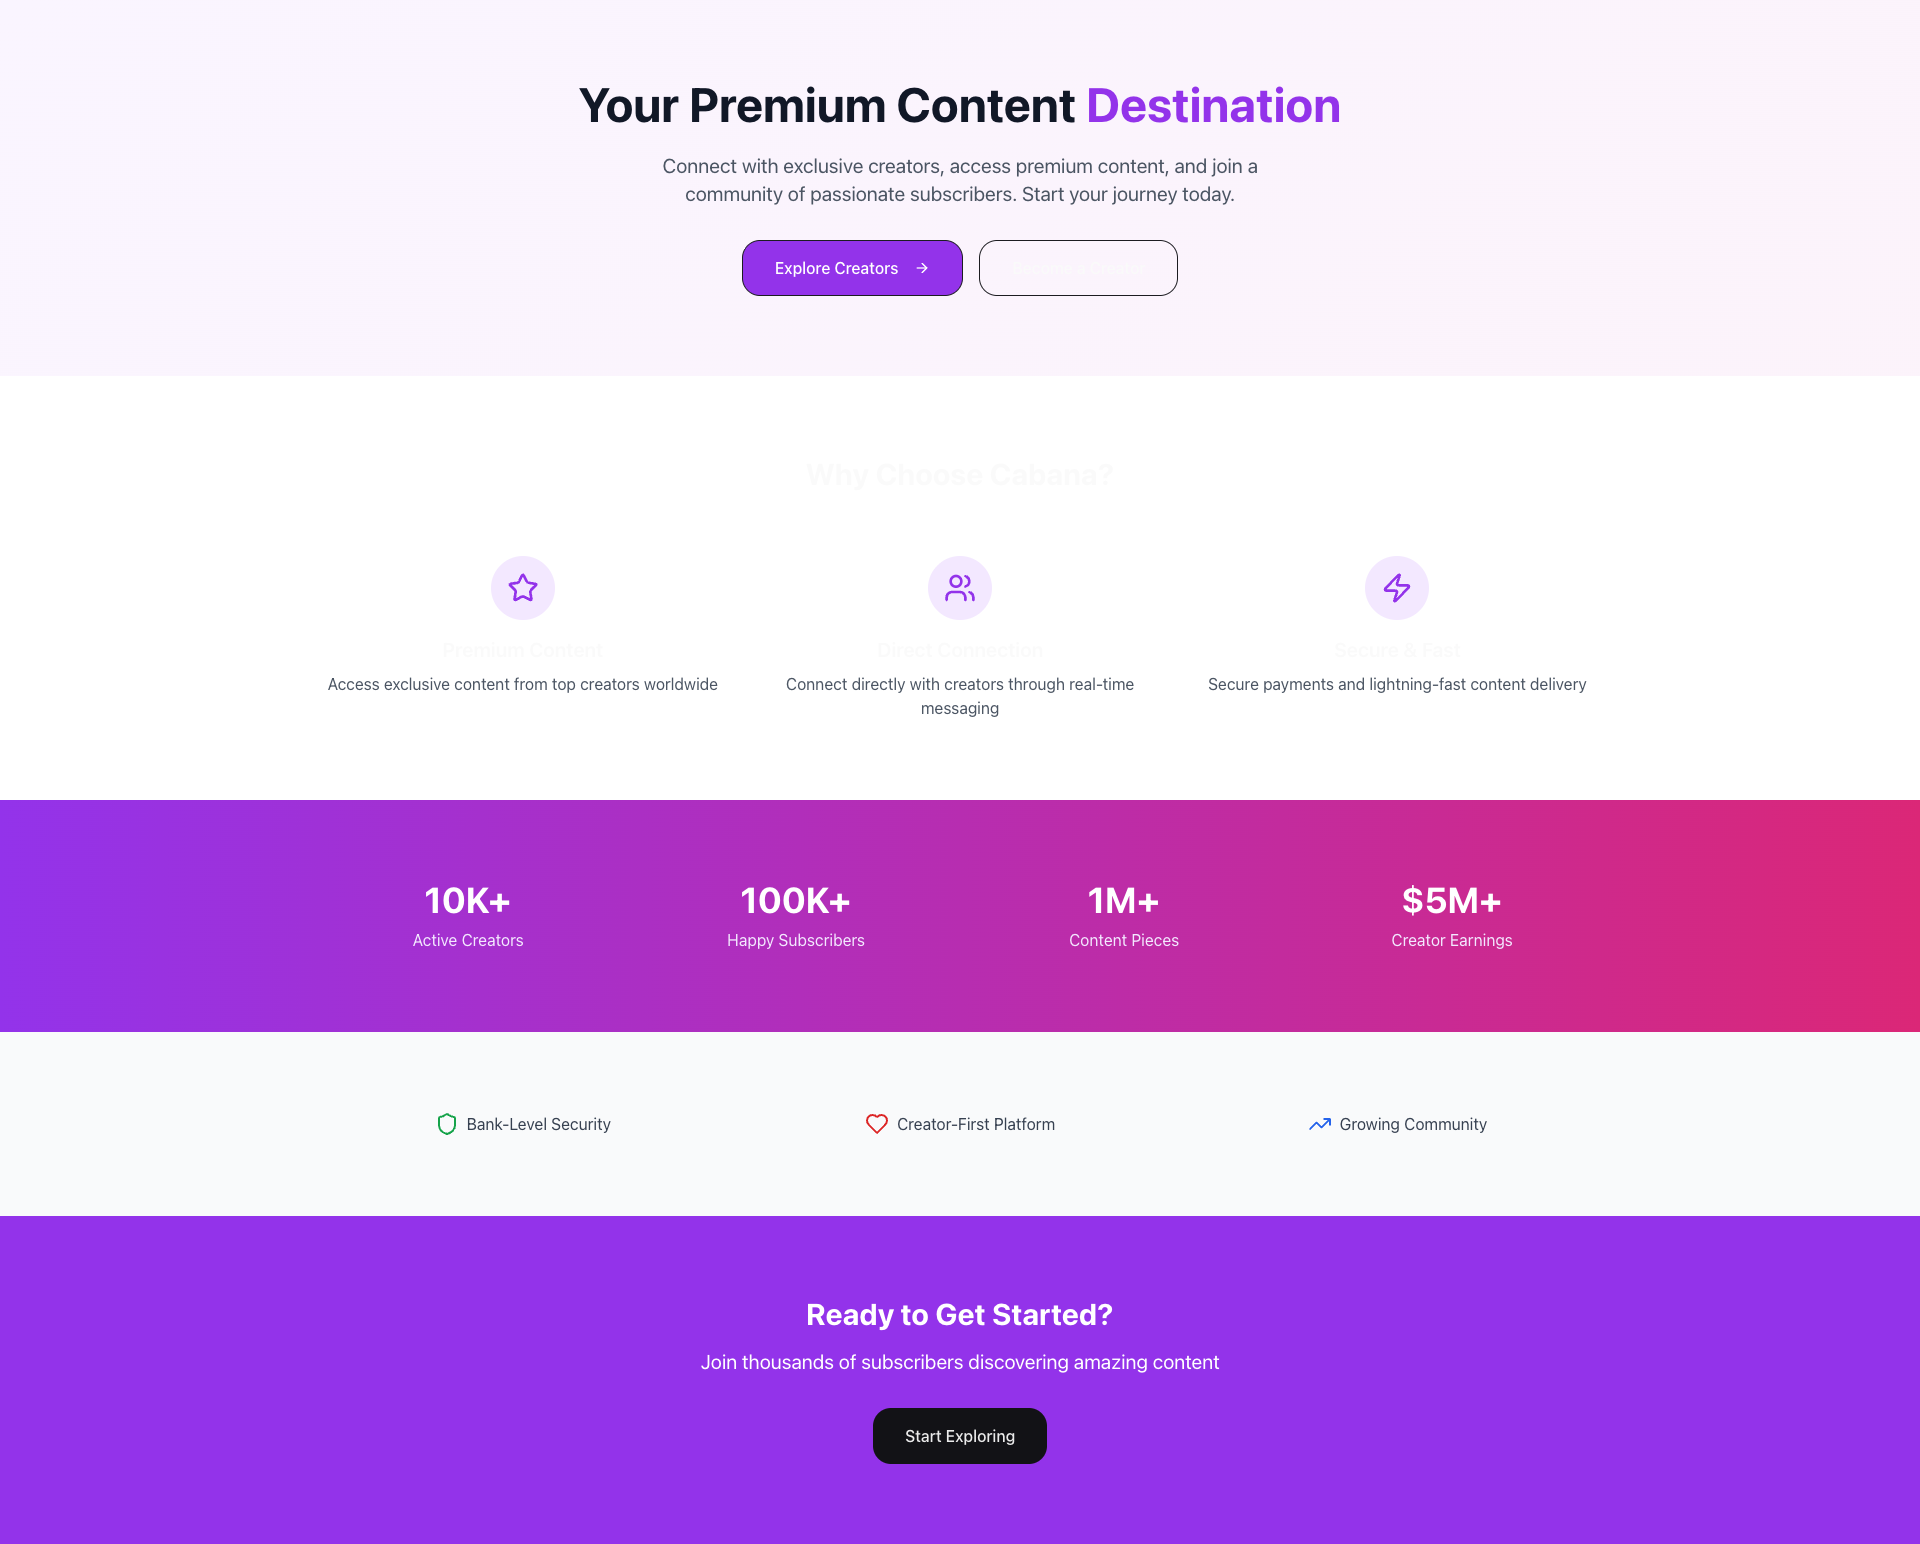 Your Premium Content Destination
Connect with exclusive creators, access premium content, and join a
community of passionate subscribers. Start your journey today.
Explore Creators
Why Choose Cabana?
Premium Content
Direct Connection
Secure & Fast
Access exclusive content from top creators worldwide
Connect directly with creators through real-time
messaging
Secure payments and lightning-fast content delivery
10K+
100K+
1M+
$5M+
Active Creators
Happy Subscribers
Content Pieces
Creator Earnings
Bank-Level Security
Creator-First Platform
Growing Community
Ready to Get Started?
Join thousands of subscribers discovering amazing content
Start Exploring